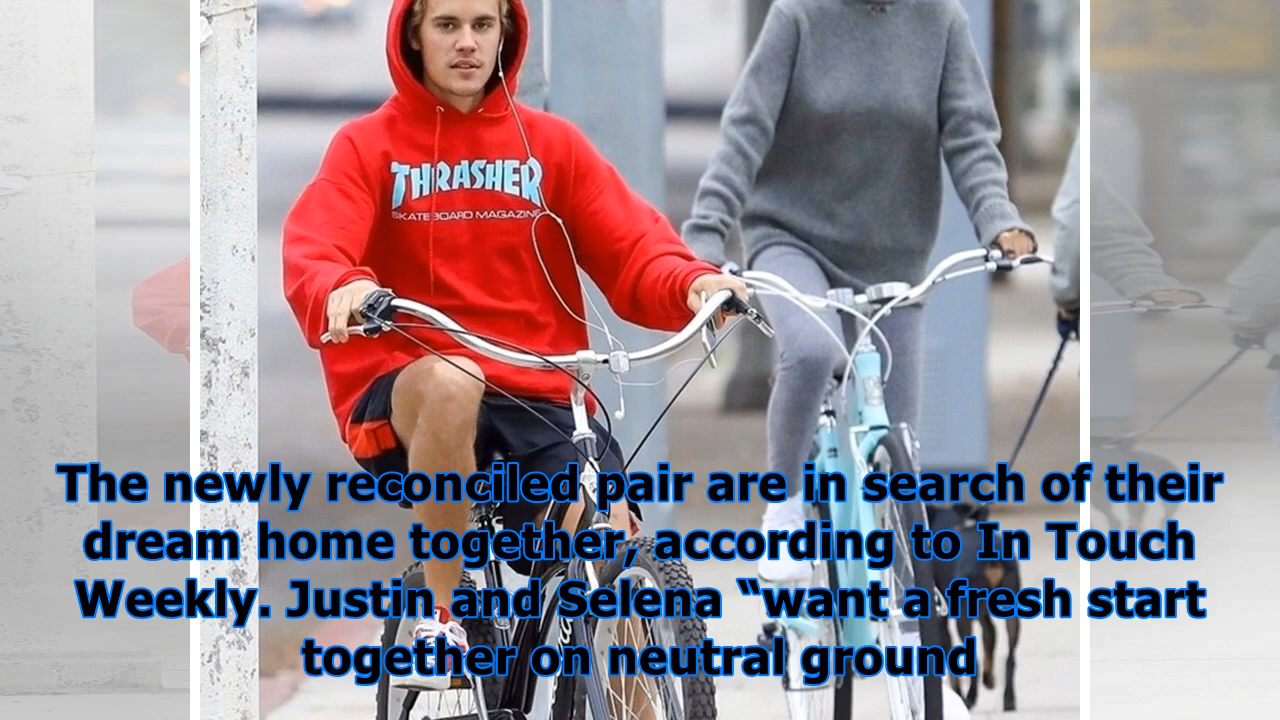 THRASHER
SKATEBOARD MAGAZINE
The newly reconciled pair are in search of their
dream home together, according to In Touch
Weekly. Justin and Selena “want a fresh start
together on neutral ground